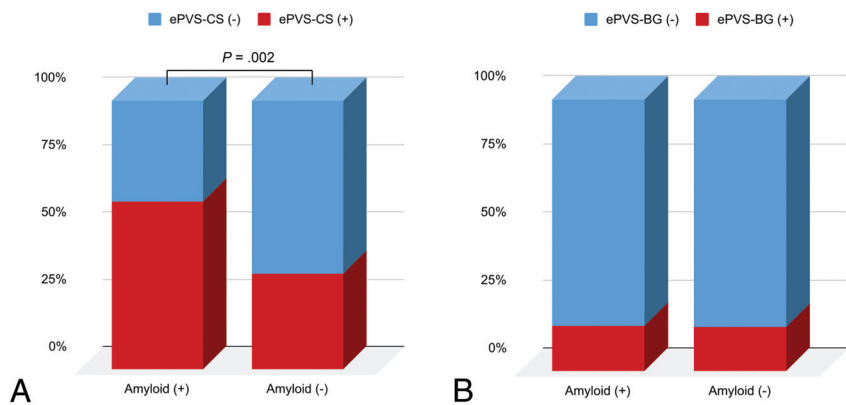 ePVS-CS (-) ePVS-CS (+)
P = .002
100%
75%
50%
25%
0%
Amyloid (+) Amyloid (-)
A
ePVS-BG (-) ePVS-BG (+)
100%
75%
50%
25%
0%
Amyloid (+) Amyloid (-)
B